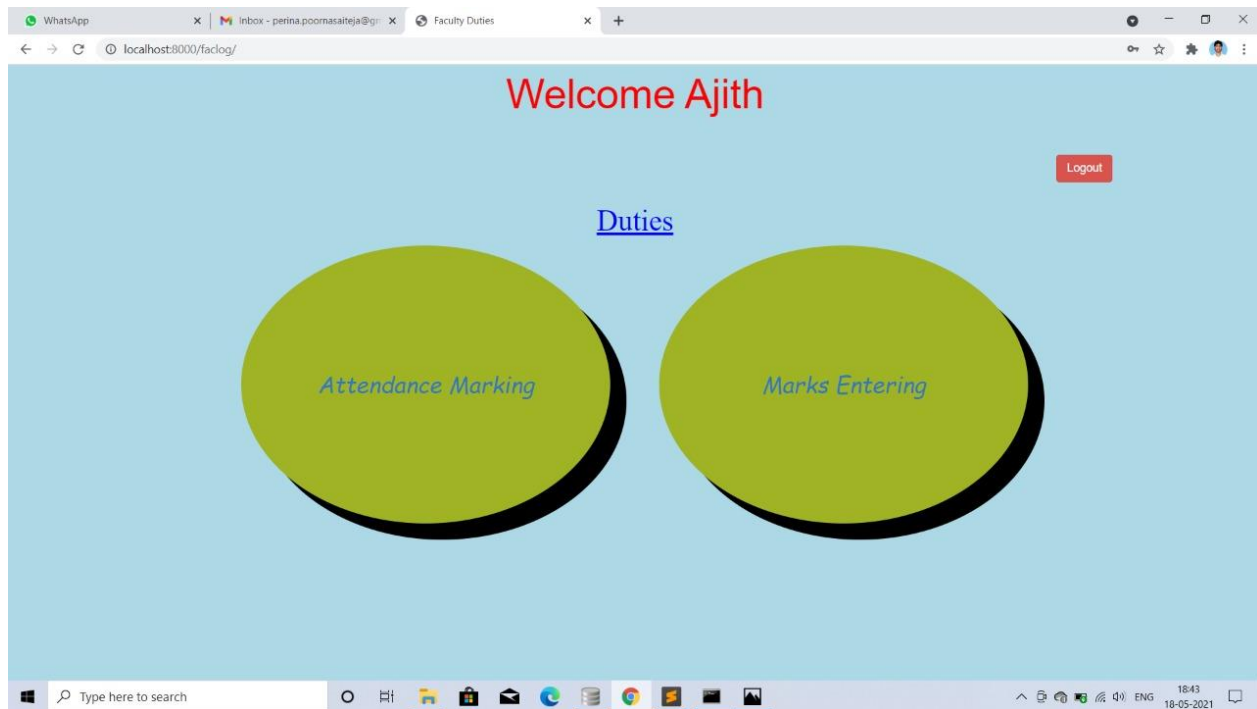 WhatsApp
Inbox - perina.poornasaiteja@gr
Faculty Duties
localhost:8000/faclog/
Welcome Ajith
Logout
Duties
Attendance Marking
Marks Entering
Type here to search
ENG
18:43
18-05-2021